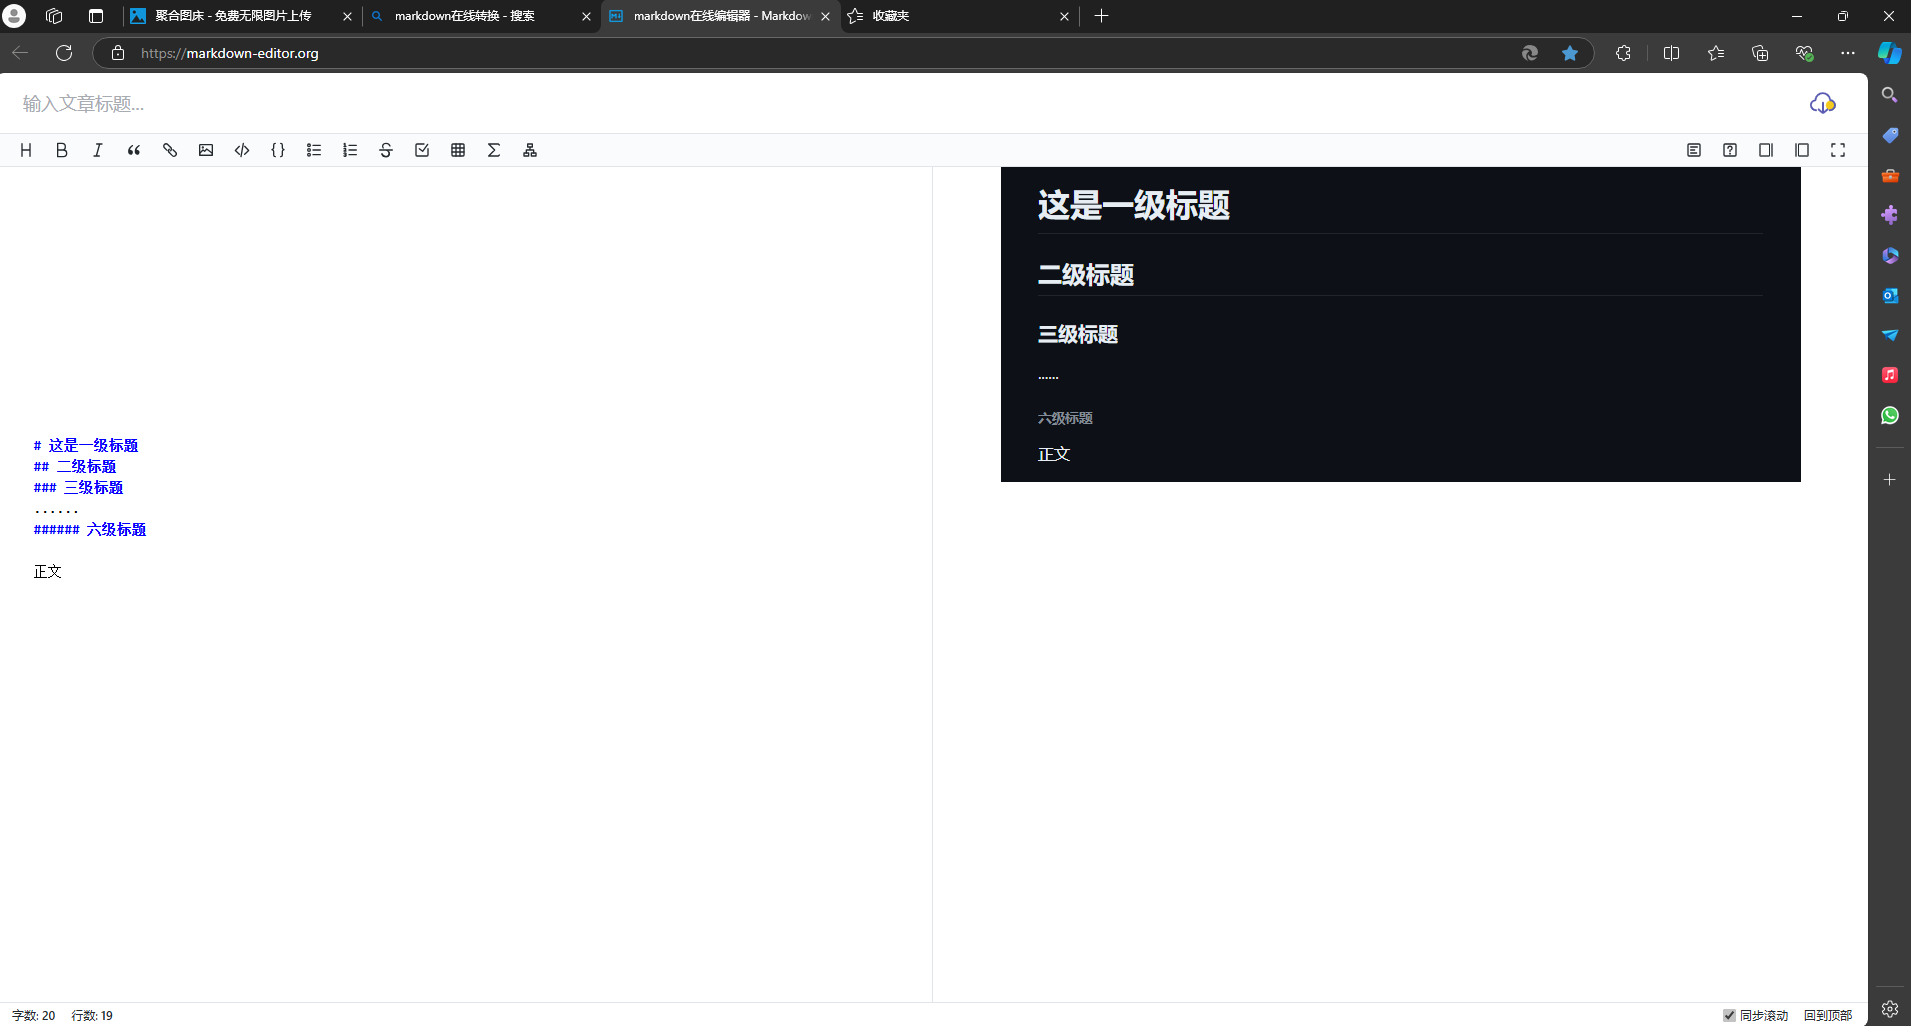 聚合图床 - 免费无限图片上传
markdown在线转换 - 搜索
markdown在线编辑器 - Markdow
收藏夹
https://markdown-editor.org
输入文章标题...
# 这是一级标题
## 二级标题
### 三级标题
......
###### 六级标题
正文
这是一级标题
二级标题
三级标题
......
六级标题
正文
字数: 20 行数: 19
同步滚动 回到顶部